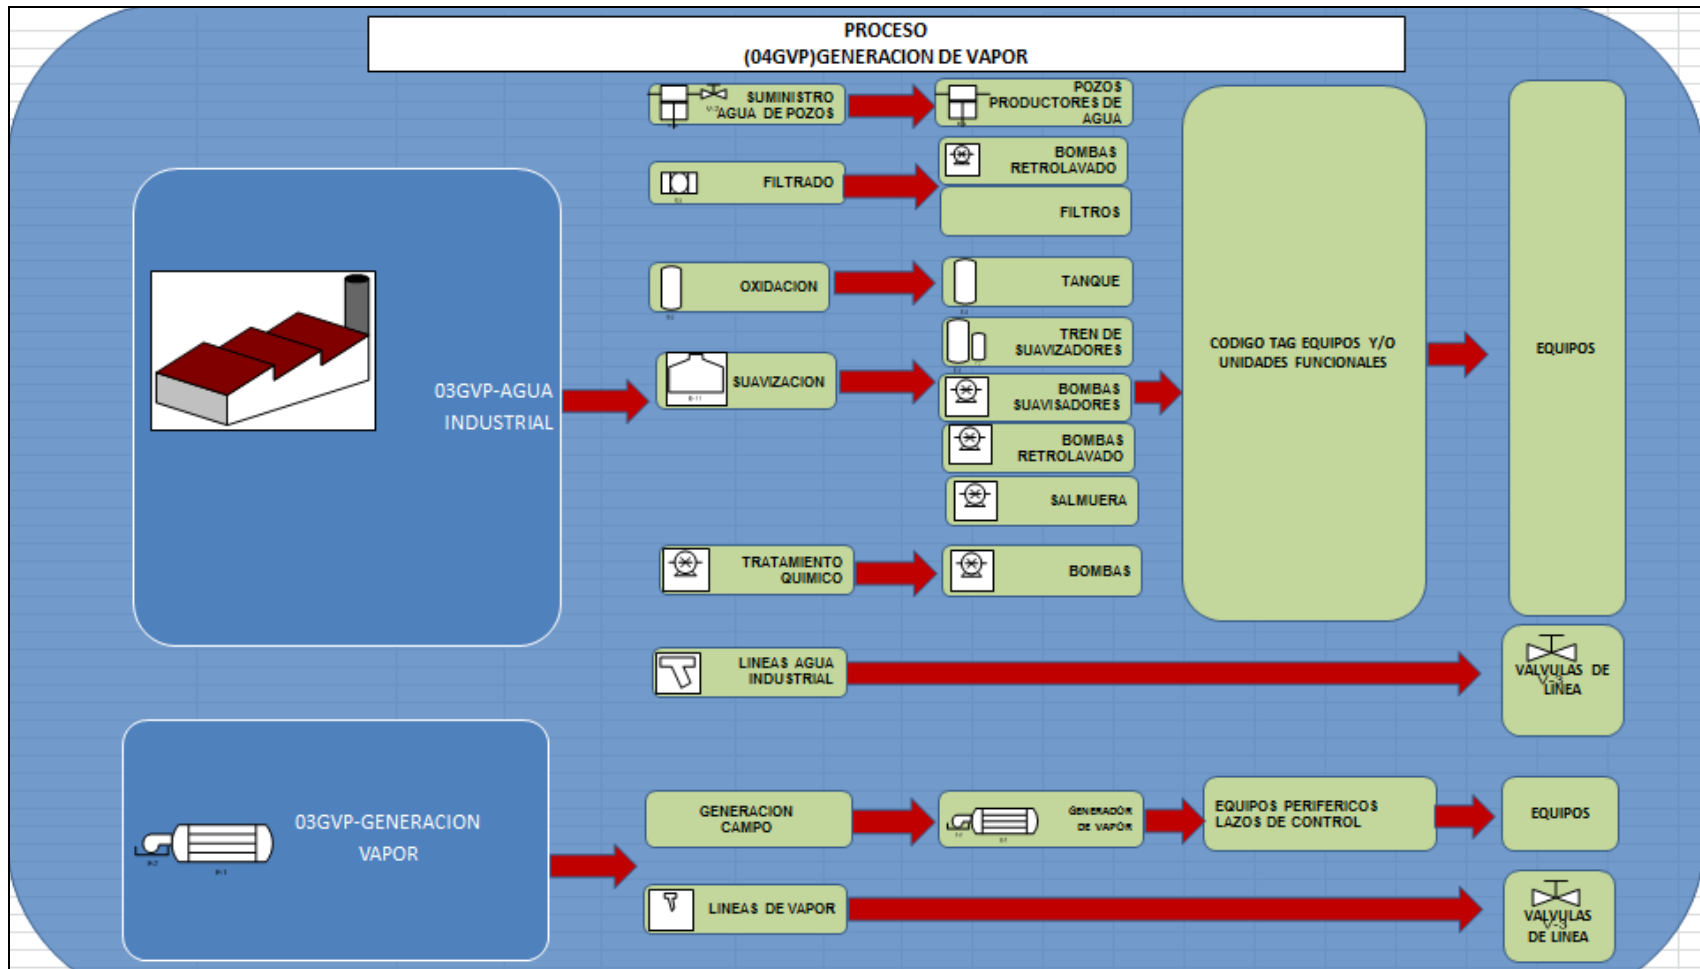 PROCESO
(04GVP)GENERACION DE VAPOR
SUMINISTRO
AGUA DE POZOS
POZOS
PRODUCTORES DE
AGUA
FILTRADO
BOMBAS
RETROLAVADO
FILTROS
OXIDACION
TANQUE
03GVP-AGUA
INDUSTRIAL
SUAVIZACION
TREN DE
SUAVIZADORES
BOMBAS
SUAVISADORES
BOMBAS
RETROLAVADO
SALMUERA
TRATAMIENTO
QUIMICO
BOMBAS
CODIGO TAG EQUIPOS Y/O
UNIDADES FUNCIONALES
EQUIPOS
LINEAS AGUA
INDUSTRIAL
VALVULAS DE
LINEA
V-3
03GVP-GENERACION
VAPOR
GENERACION
CAMPO
GENERADOR
DE VAPOR
EQUIPOS PERIFERICOS
LAZOS DE CONTROL
EQUIPOS
LINEAS DE VAPOR
VALVULAS
V-3
DE LINEA